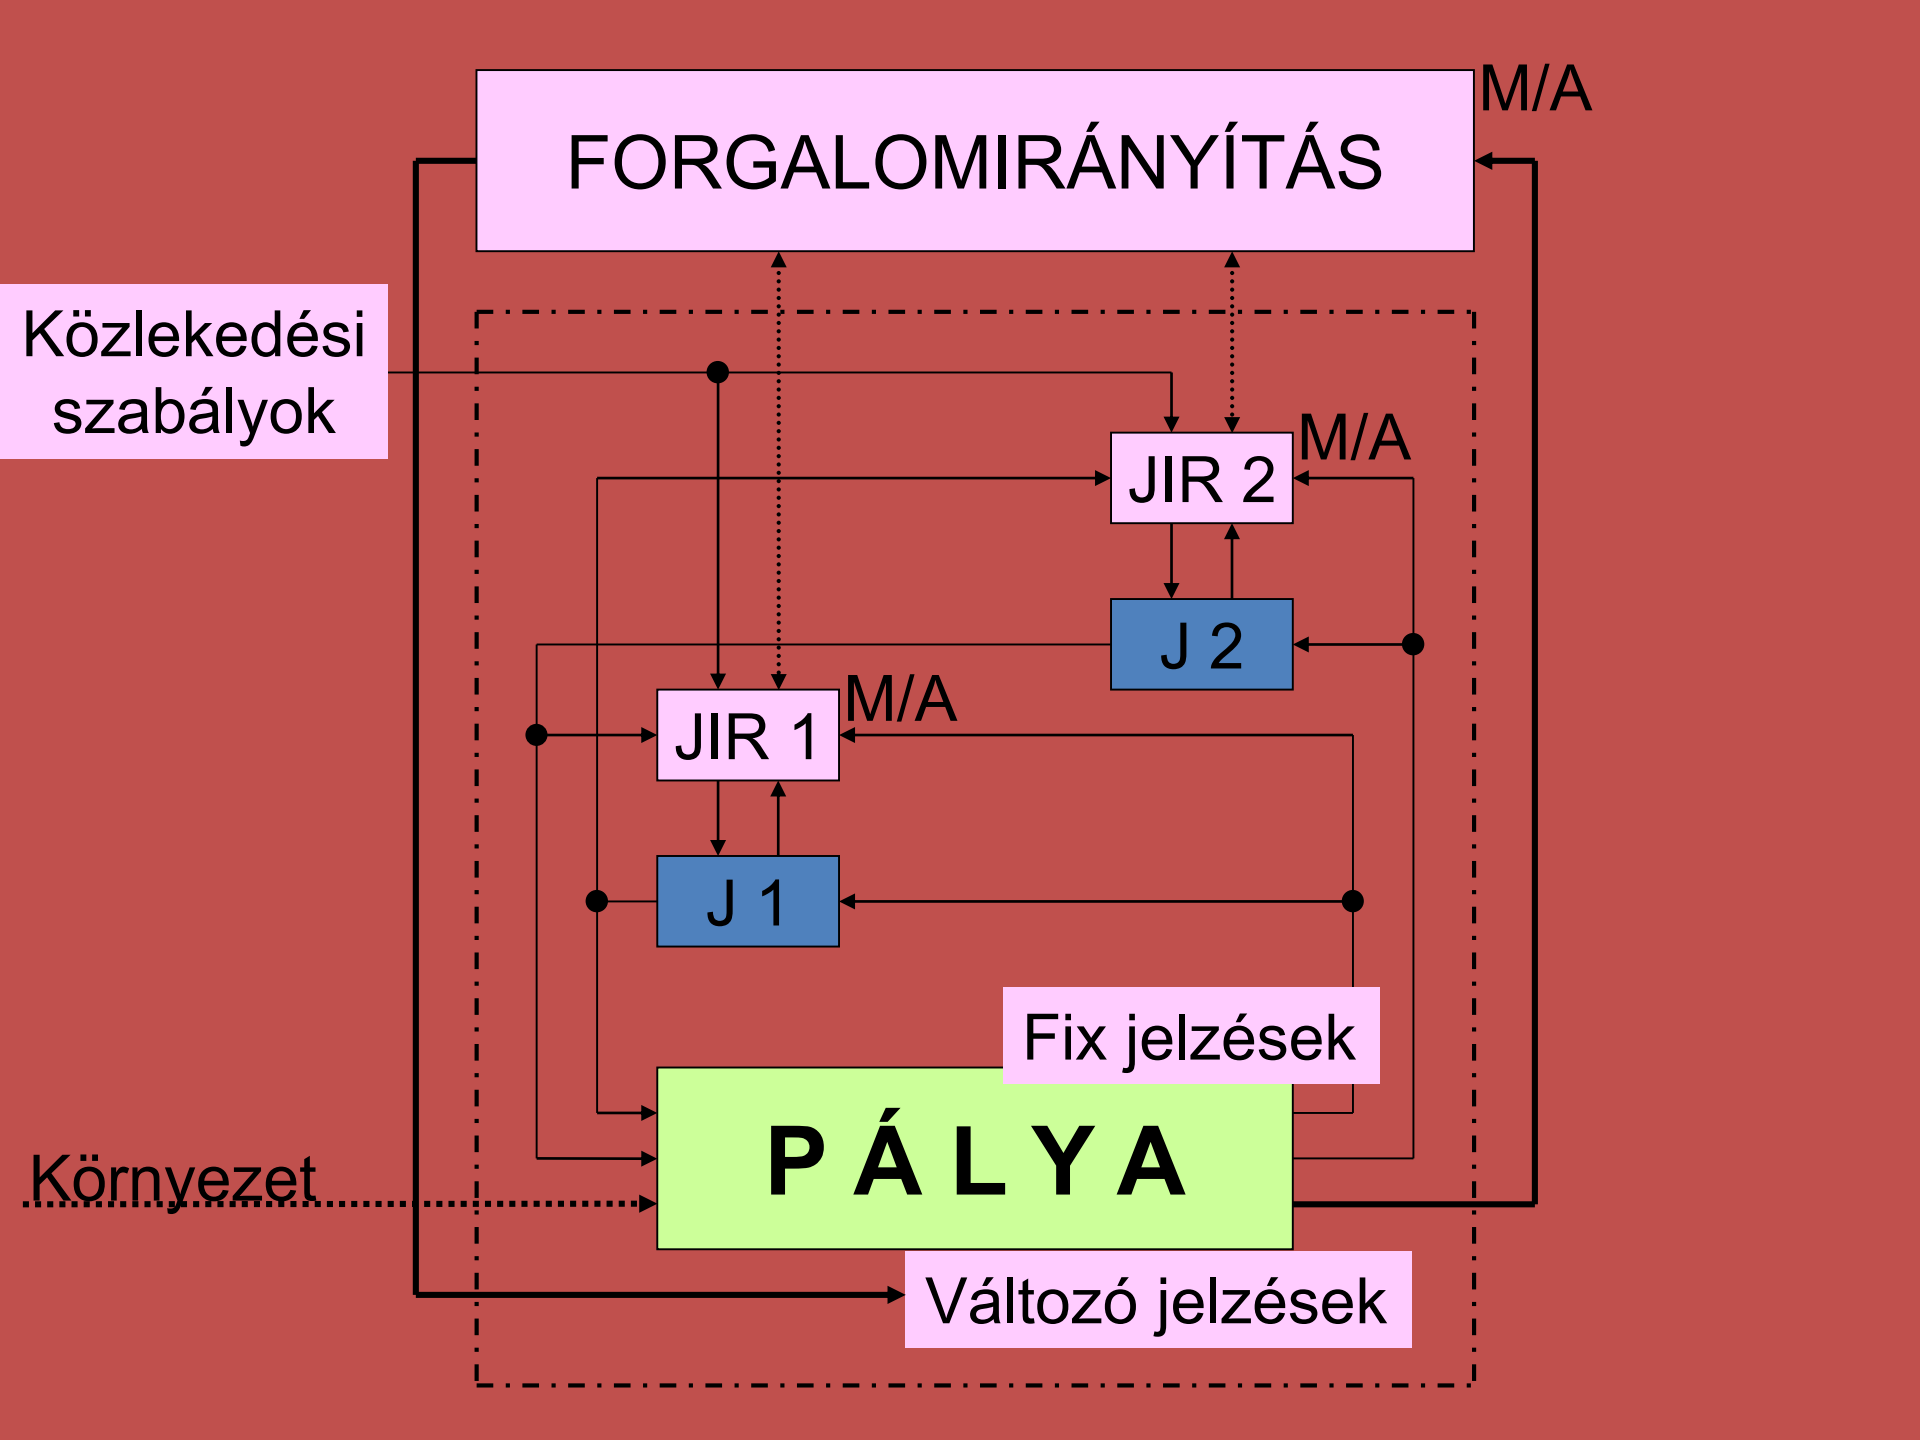 M/A
FORGALOMIRÁNYÍTÁS
Közlekedési
szabályok
M/A
JIR 2
J 2
M/A
JIR 1
J 1
Fix jelzések
P Á L Y A
Környezet
Változó jelzések